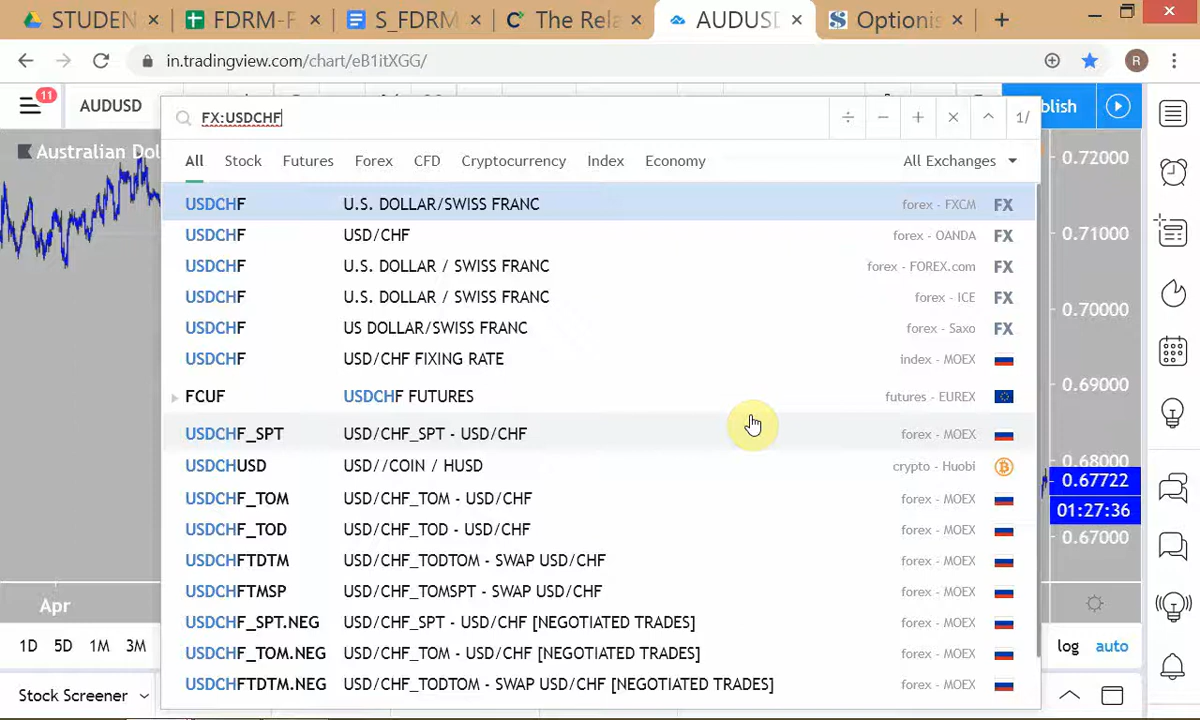 STUDEN × FDRM-F × S_FDRM × The Rela × AUDUSD × Optionis × +
in.tradingview.com/chart/eB1itXGG/ R
11 AUDUSD FX:USDCHF ÷ − + × 1/ blish
Australian Dol All Stock Futures Forex CFD Cryptocurrency Index Economy All Exchanges 0.72000
USDCHF U.S. DOLLAR/SWISS FRANC forex - FXCM FX
USDCHF USD/CHF forex - OANDA FX 0.71000
USDCHF U.S. DOLLAR / SWISS FRANC forex - FOREX.com FX
USDCHF U.S. DOLLAR / SWISS FRANC forex - ICE FX 0.70000
USDCHF US DOLLAR/SWISS FRANC forex - Saxo FX
USDCHF USD/CHF FIXING RATE index - MOEX
FCUF USDCHF FUTURES futures - EUREX 0.69000
USDCHF_SPT USD/CHF_SPT - USD/CHF forex - MOEX
USDCHUSD USD//COIN / HUSD crypto - Huobi 0.68000
0.67722
USDCHF_TOM USD/CHF_TOM - USD/CHF forex - MOEX 01:27:36
USDCHF_TOD USD/CHF_TOD - USD/CHF forex - MOEX 0.67000
USDCHFTDTM USD/CHF_TODTOM - SWAP USD/CHF forex - MOEX
USDCHFTMSP USD/CHF_TOMSPT - SWAP USD/CHF forex - MOEX
Apr
USDCHF_SPT.NEG USD/CHF_SPT - USD/CHF [NEGOTIATED TRADES] forex - MOEX
1D 5D 1M 3M USDCHF_TOM.NEG USD/CHF_TOM - USD/CHF [NEGOTIATED TRADES] forex - MOEX log auto
Stock Screener USDCHFTDTM.NEG USD/CHF_TODTOM - SWAP USD/CHF [NEGOTIATED TRADES] forex - MOEX